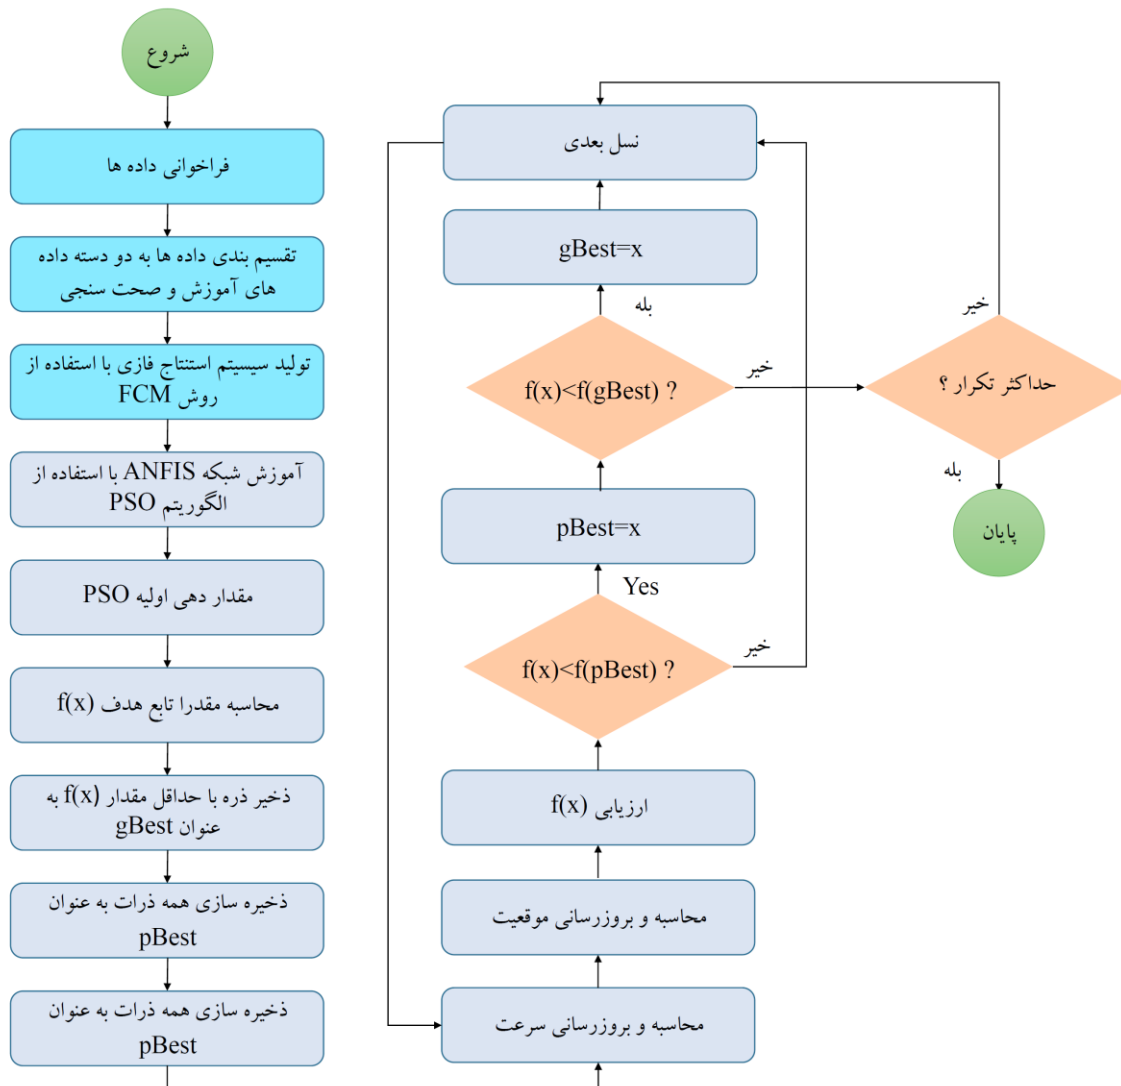 شروع
فراخوانی داده ها
تقسیم بندی داده ها به دو دسته داده
های آموزش و صحت سنجی
تولید سیسیتم استنتاج فازی با استفاده از
روش FCM
آموزش شبکه ANFIS با استفاده از
الگوریتم PSO
مقدار دهی اولیه PSO
محاسبه مقدرا تابع هدف f(x)
ذخیر ذره با حداقل مقدار f(x) به
عنوان gBest
ذخیره سازی همه ذرات به عنوان
pBest
ذخیره سازی همه ذرات به عنوان
pBest
نسل بعدی
gBest=x
بله
f(x)<f(gBest) ?
خیر
pBest=x
Yes
f(x)<f(pBest) ?
خیر
ارزیابی f(x)
محاسبه و بروزرسانی موقعیت
محاسبه و بروزرسانی سرعت
خیر
حداکثر تکرار ؟
بله
پایان